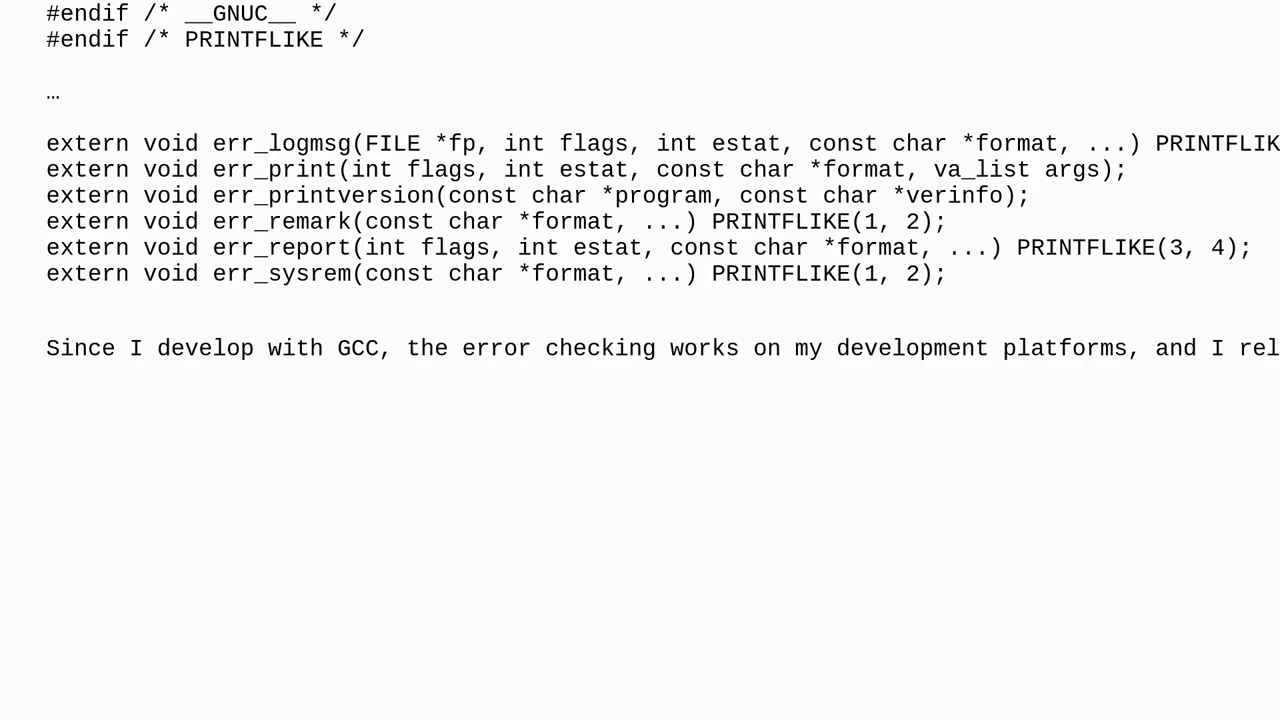 #endif /* __GNUC__ */
#endif /* PRINTFLIKE */
…
extern void err_logmsg(FILE *fp, int flags, int estat, const char *format, ...) PRINTFLIK
extern void err_print(int flags, int estat, const char *format, va_list args);
extern void err_printversion(const char *program, const char *verinfo);
extern void err_remark(const char *format, ...) PRINTFLIKE(1, 2);
extern void err_report(int flags, int estat, const char *format, ...) PRINTFLIKE(3, 4);
extern void err_sysrem(const char *format, ...) PRINTFLIKE(1, 2);
Since I develop with GCC, the error checking works on my development platforms, and I rel